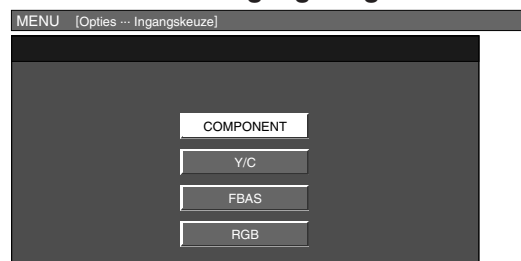 MENU [Opties ··· Ingangskeuze]
COMPONENT
Y/C
FBAS
RGB